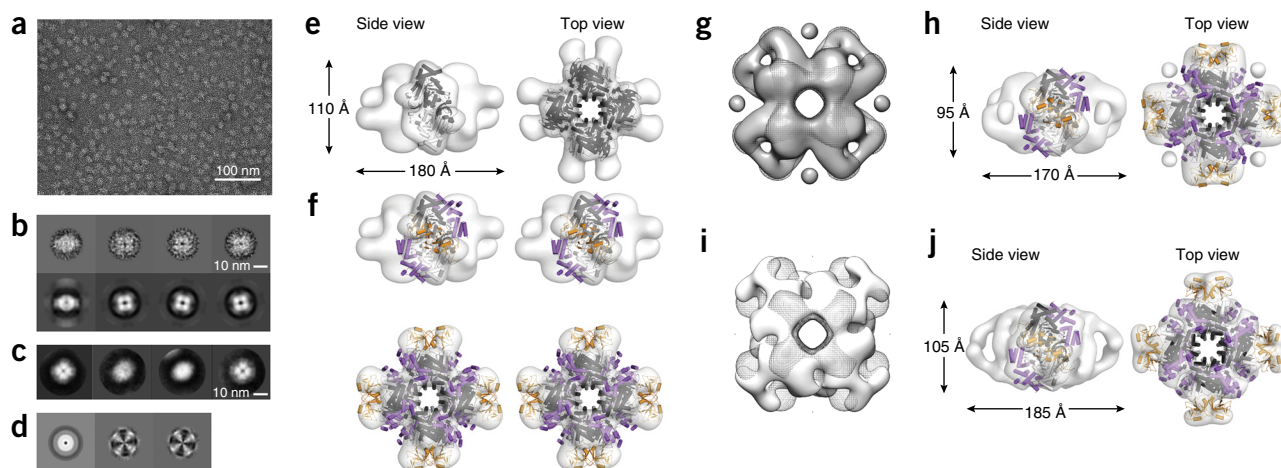 a
100 nm
b
10 nm
c
10 nm
d
e
Side view
Top view
110 Å
180 Å
f
g
h
Side view
Top view
95 Å
170 Å
i
j
Side view
Top view
105 Å
185 Å